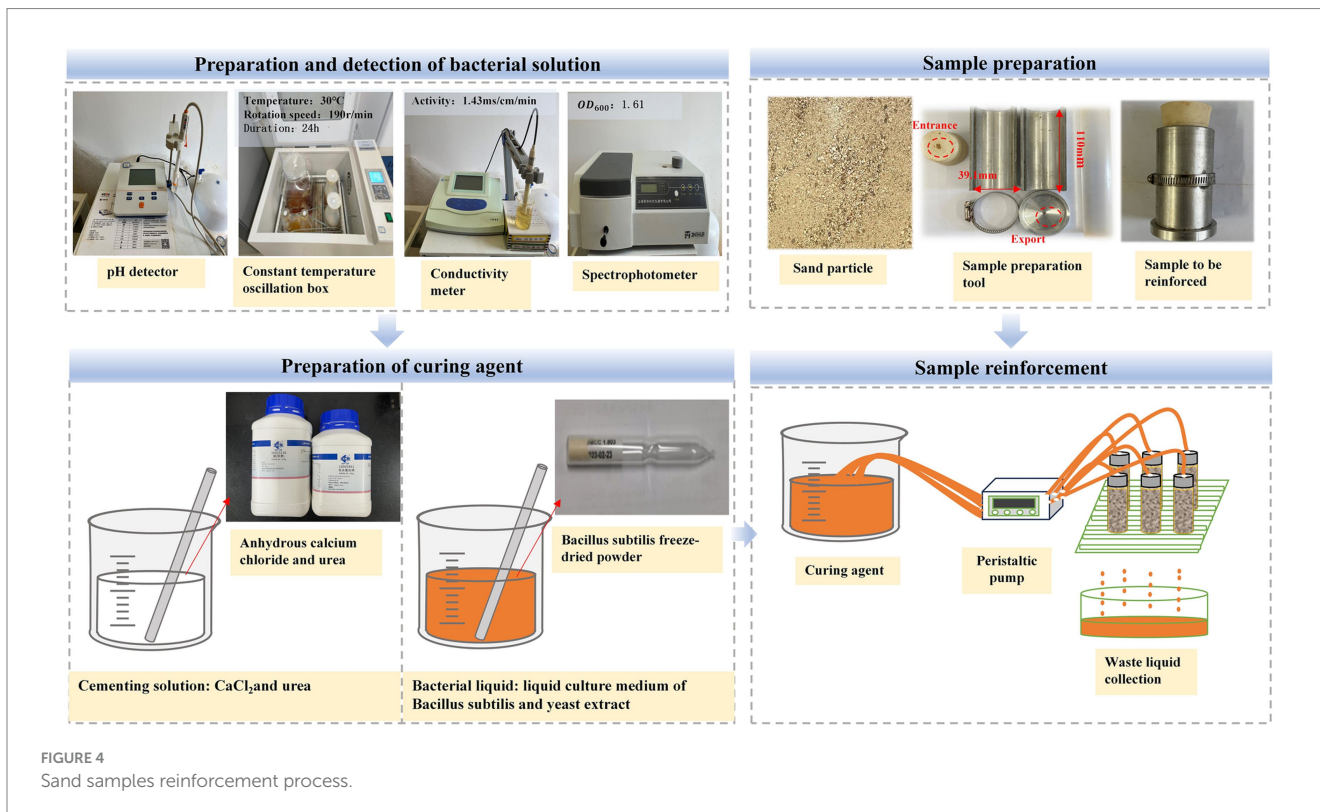 Preparation and detection of bacterial solution
Temperature：30℃
Rotation speed：190r/min
Duration：24h
Activity：1.43ms/cm/min
OD₆₀₀：1.61
pH detector
Constant temperature
oscillation box
Conductivity
meter
Spectrophotometer
Sample preparation
Entrance
110mm
Export
Sand particle
Sample preparation
tool
Sample to be
reinforced
Preparation of curing agent
Anhydrous calcium
chloride and urea
Bacillus subtilis freeze-
dried powder
Cementing solution: CaCl₂and urea
Bacterial liquid: liquid culture medium of
Bacillus subtilis and yeast extract
Sample reinforcement
Curing agent
Peristaltic
pump
Waste liquid
collection
FIGURE 4
Sand samples reinforcement process.